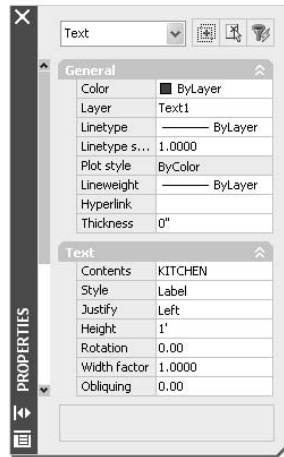 Text
General
Color ByLayer
Layer Text1
Linetype ByLayer
Linetype s... 1.0000
Plot style ByColor
Lineweight ByLayer
Hyperlink
Thickness 0"
Text
Contents KITCHEN
Style Label
Justify Left
Height 1'
Rotation 0.00
Width factor 1.0000
Obliquing 0.00
PROPERTIES